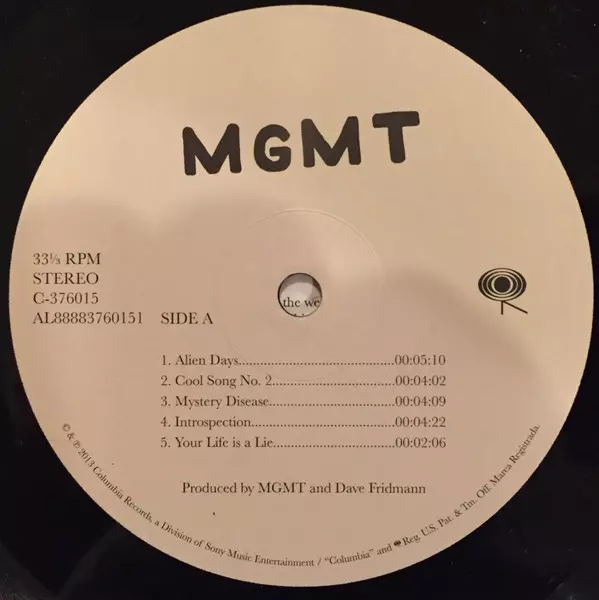 MGMT
33⅓ RPM
STEREO
C-376015
AL88883760151 SIDE A
the we
1. Alien Days........................................00:05:10
2. Cool Song No. 2................................00:04:02
3. Mystery Disease................................00:04:09
4. Introspection.....................................00:04:22
5. Your Life is a Lie...............................00:02:06
Produced by MGMT and Dave Fridmann
© & ℗ 2013 Columbia Records, a Division of Sony Music Entertainment / "Columbia" and Reg. U.S. Pat. & Tm. Off. Marca Registrada.